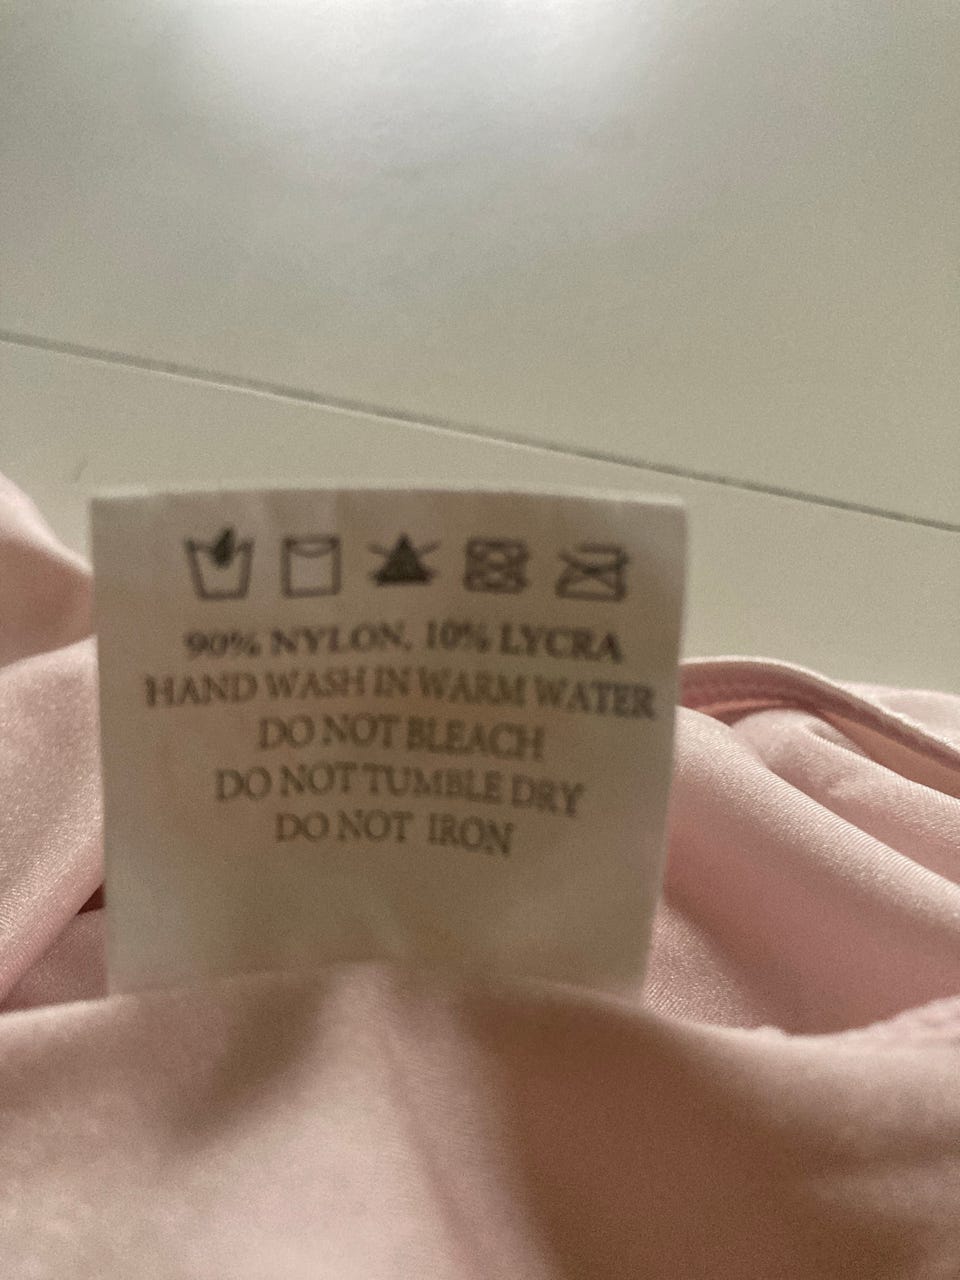 90% NYLON, 10% LYCRA
HAND WASH IN WARM WATER
DO NOT BLEACH
DO NOT TUMBLE DRY
DO NOT IRON